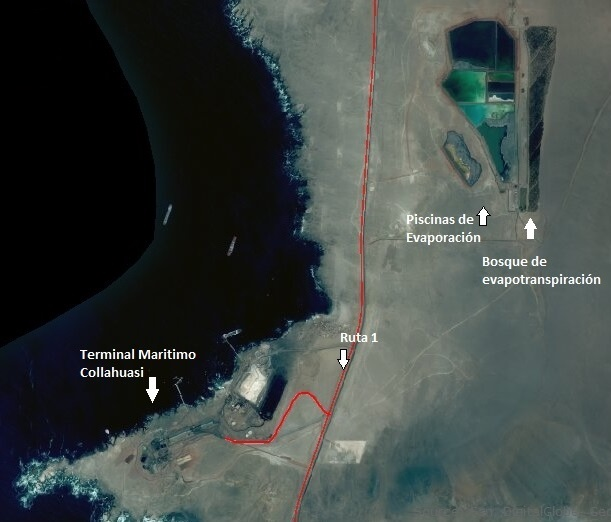 Piscinas de
Evaporación
Bosque de
evapotranspiración
Ruta 1
Terminal Maritimo
Collahuasi